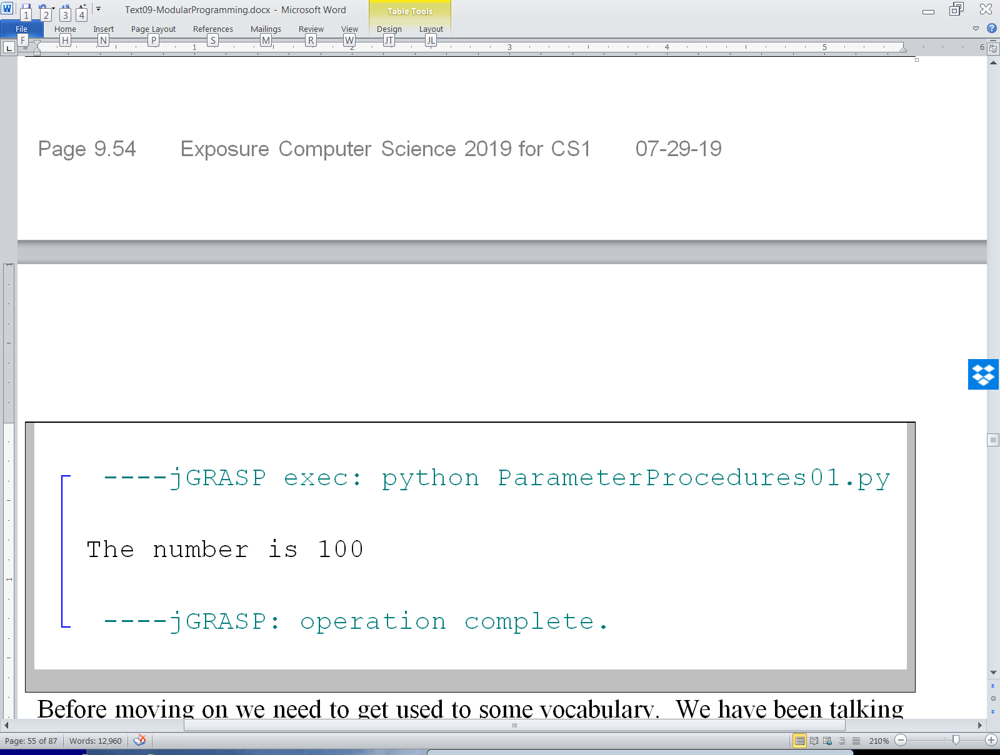 1 2 3 4
Text09-ModularProgramming.docx - Microsoft Word
Table Tools
File Home Insert Page Layout References Mailings Review View Design Layout
F H N P S M R W JT JL
L 1 2 3 4 5 6
Page 9.54 Exposure Computer Science 2019 for CS1 07-29-19
----jGRASP exec: python ParameterProcedures01.py
The number is 100
----jGRASP: operation complete.
Before moving on we need to get used to some vocabulary. We have been talking
Page: 55 of 87 Words: 12,960 210%